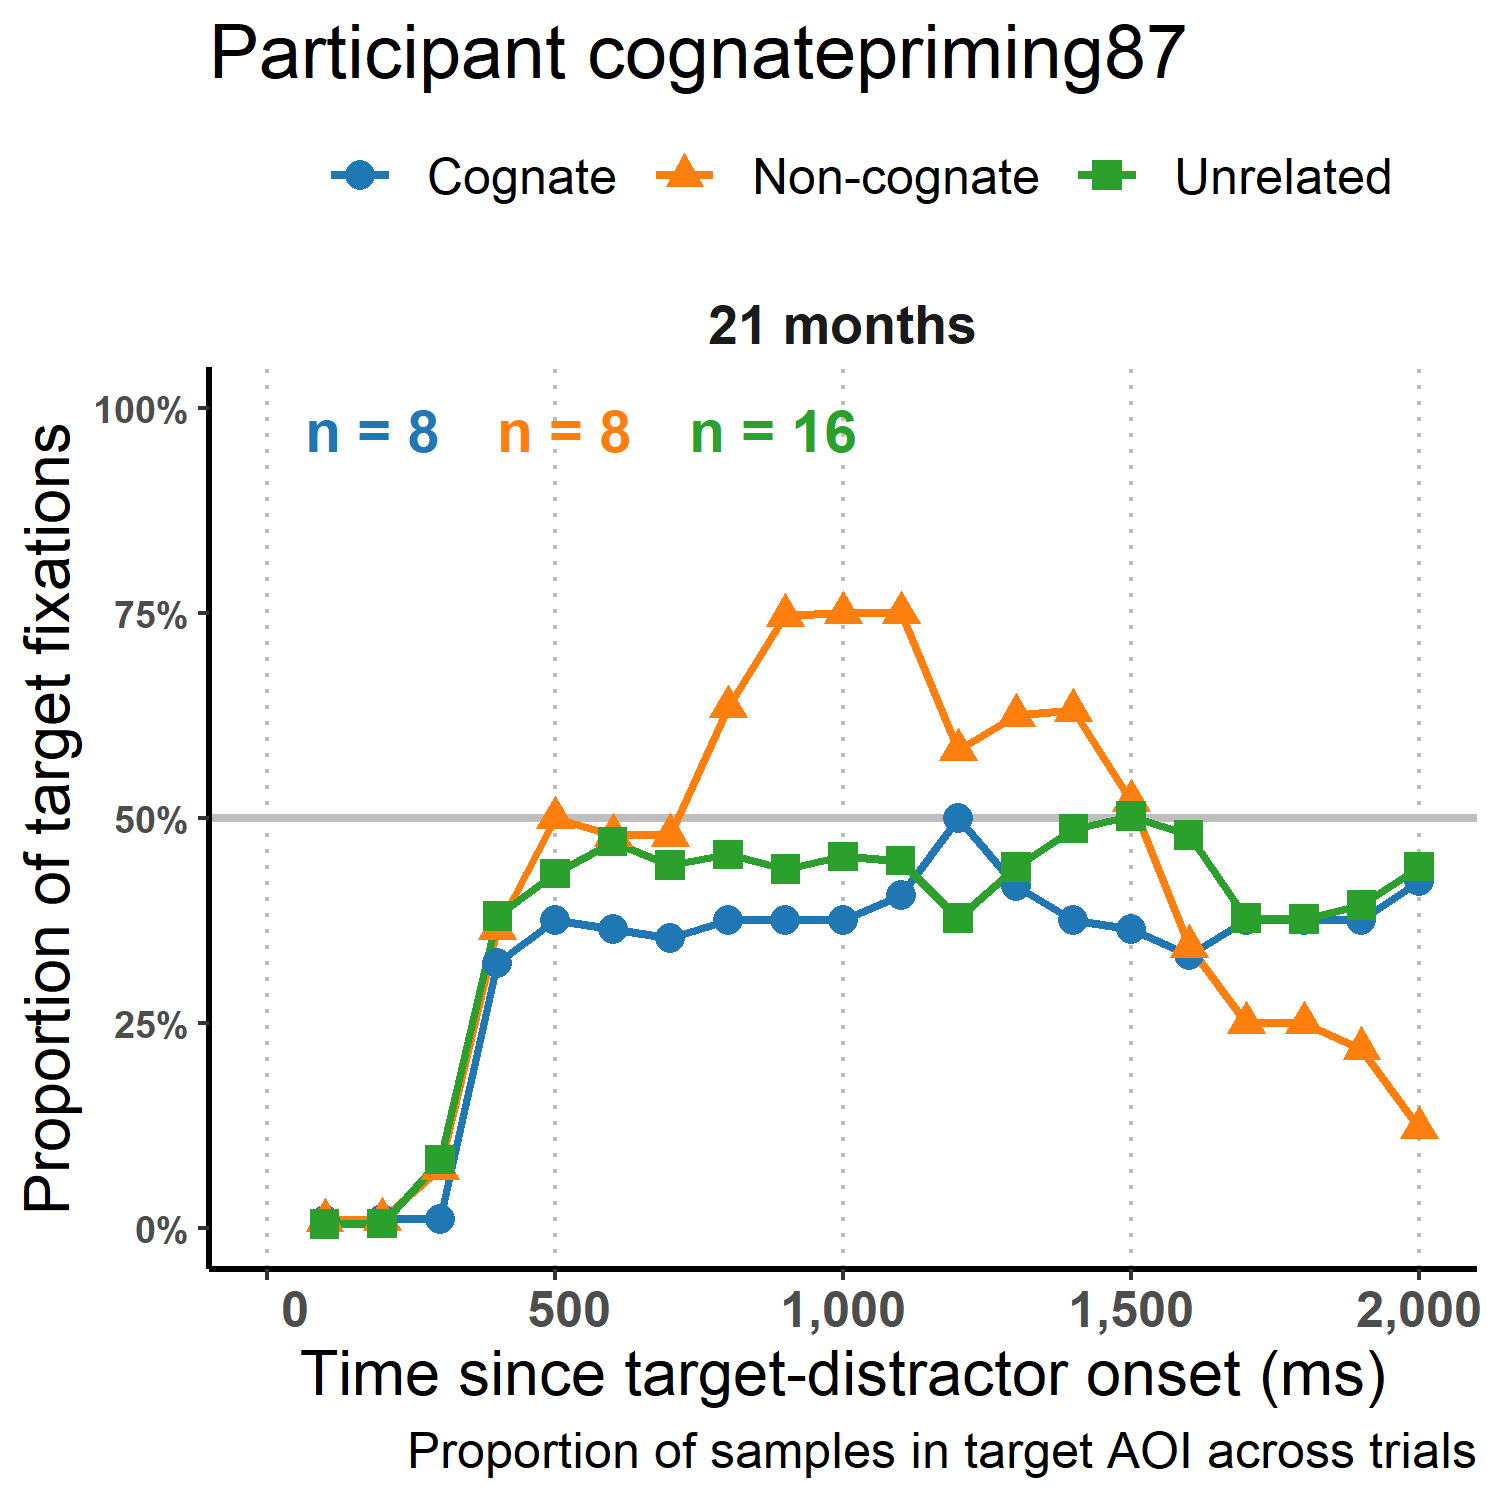 Participant cognatepriming87
Cognate Non-cognate Unrelated
21 months
100%
n = 8 n = 8 n = 16
75%
50%
25%
0%
Proportion of target fixations
0 500 1,000 1,500 2,000
Time since target-distractor onset (ms)
Proportion of samples in target AOI across trials